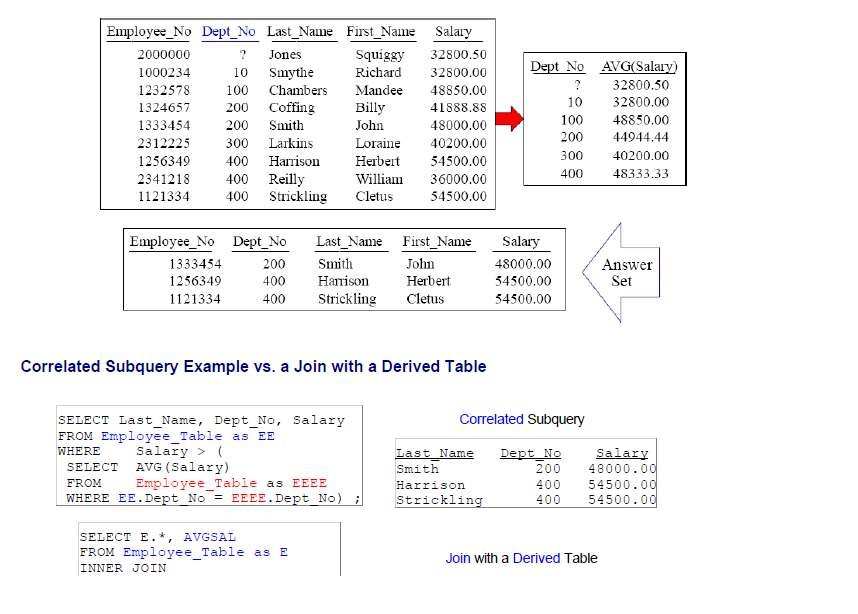 Employee_No Dept_No Last_Name First_Name Salary
2000000 ? Jones Squiggy 32800.50
1000234 10 Smythe Richard 32800.00
1232578 100 Chambers Mandee 48850.00
1324657 200 Coffing Billy 41888.88
1333454 200 Smith John 48000.00
2312225 300 Larkins Loraine 40200.00
1256349 400 Harrison Herbert 54500.00
2341218 400 Reilly William 36000.00
1121334 400 Strickling Cletus 54500.00
Dept_No AVG(Salary)
? 32800.50
10 32800.00
100 48850.00
200 44944.44
300 40200.00
400 48333.33
Employee_No Dept_No Last_Name First_Name Salary
1333454 200 Smith John 48000.00
1256349 400 Harrison Herbert 54500.00
1121334 400 Strickling Cletus 54500.00
Answer
Set
Correlated Subquery Example vs. a Join with a Derived Table
SELECT Last_Name, Dept_No, Salary
FROM Employee_Table as EE
WHERE Salary > (
SELECT AVG(Salary)
FROM Employee_Table as EEEE
WHERE EE.Dept_No = EEEE.Dept_No) ;
Correlated Subquery
Last_Name Dept_No Salary
Smith 200 48000.00
Harrison 400 54500.00
Strickling 400 54500.00
SELECT E.*, AVGSAL
FROM Employee_Table as E
INNER JOIN
Join with a Derived Table